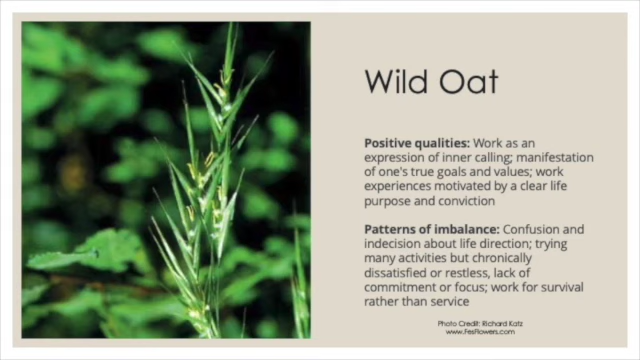 Wild Oat
Positive qualities: Work as an
expression of inner calling; manifestation
of one's true goals and values; work
experiences motivated by a clear life
purpose and conviction
Patterns of imbalance: Confusion and
indecision about life direction; trying
many activities but chronically
dissatisfied or restless, lack of
commitment or focus; work for survival
rather than service
Photo Credit: Richard Katz
www.FesFlowers.com